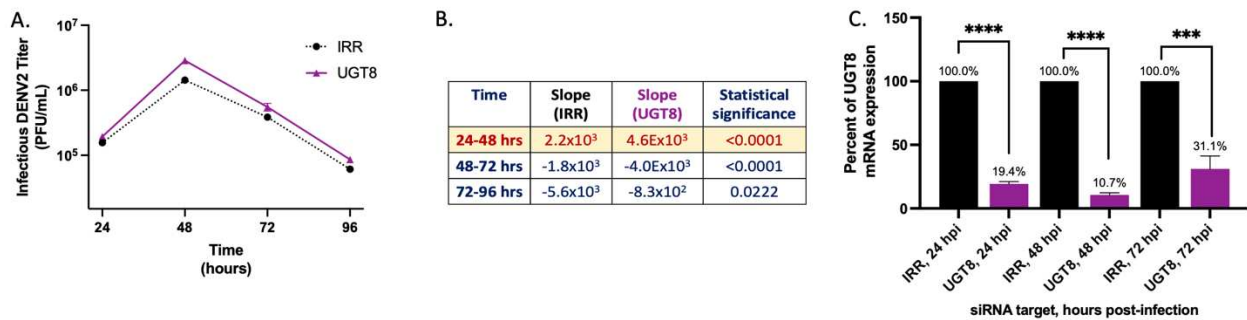 A.
Infectious DENV2 Titer
(PFU/mL)
10⁷
10⁶
10⁵
24
48
72
96
Time
(hours)
IRR
UGT8
B.
Time Slope (IRR) Slope (UGT8) Statistical significance
24-48 hrs 2.2x10³ 4.6Ex10³ <0.0001
48-72 hrs -1.8x10³ -4.0Ex10³ <0.0001
72-96 hrs -5.6x10³ -8.3x10² 0.0222
C.
Percent of UGT8
mRNA expression
150
100
50
0
****
****
***
100.0%
19.4%
100.0%
10.7%
100.0%
31.1%
IRR, 24 hpi
UGT8, 24 hpi
IRR, 48 hpi
UGT8, 48 hpi
IRR, 72 hpi
UGT8, 72 hpi
siRNA target, hours post-infection